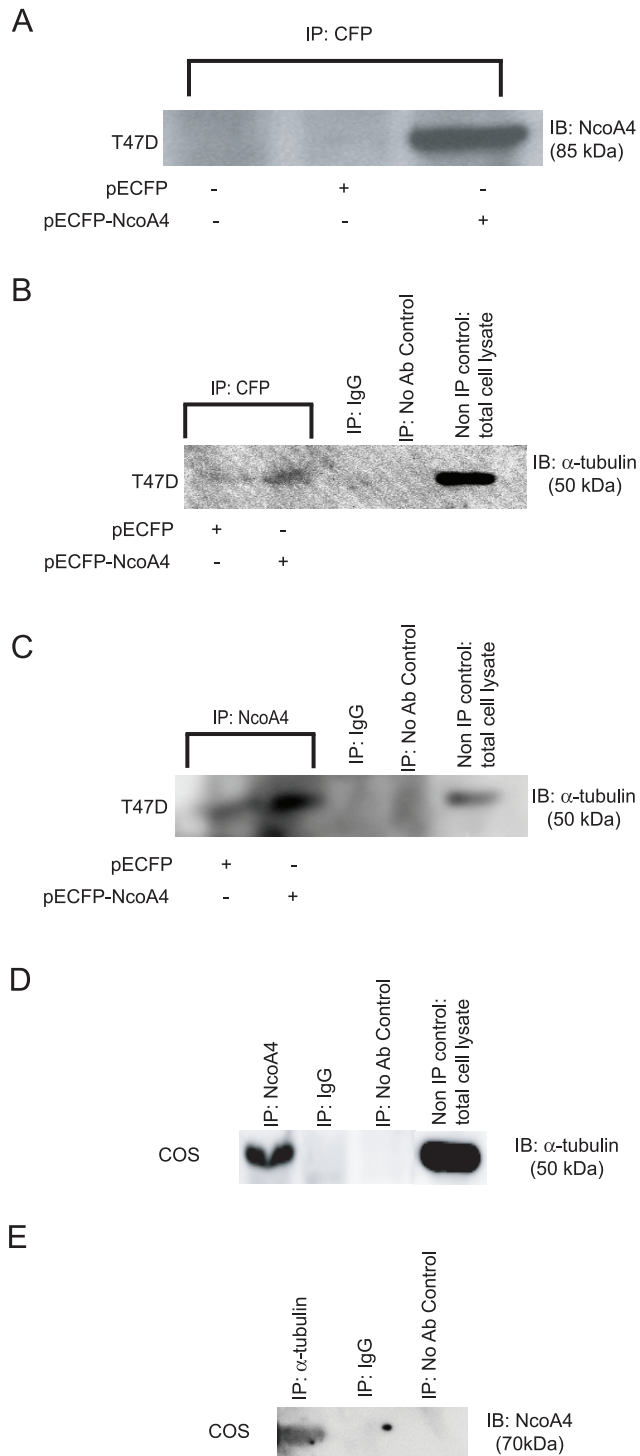 A
IP: CFP
T47D
IB: NcoA4
(85 kDa)
pECFP - + -
pECFP-NcoA4 - - +
B
IP: CFP
IP: IgG
IP: No Ab Control
Non IP control:
total cell lysate
T47D
IB: α-tubulin
(50 kDa)
pECFP + -
pECFP-NcoA4 - +
C
IP: NcoA4
IP: IgG
IP: No Ab Control
Non IP control:
total cell lysate
T47D
IB: α-tubulin
(50 kDa)
pECFP + -
pECFP-NcoA4 - +
D
IP: NcoA4
IP: IgG
IP: No Ab Control
Non IP control:
total cell lysate
COS
IB: α-tubulin
(50 kDa)
E
IP: α-tubulin
IP: IgG
IP: No Ab Control
COS
IB: NcoA4
(70kDa)